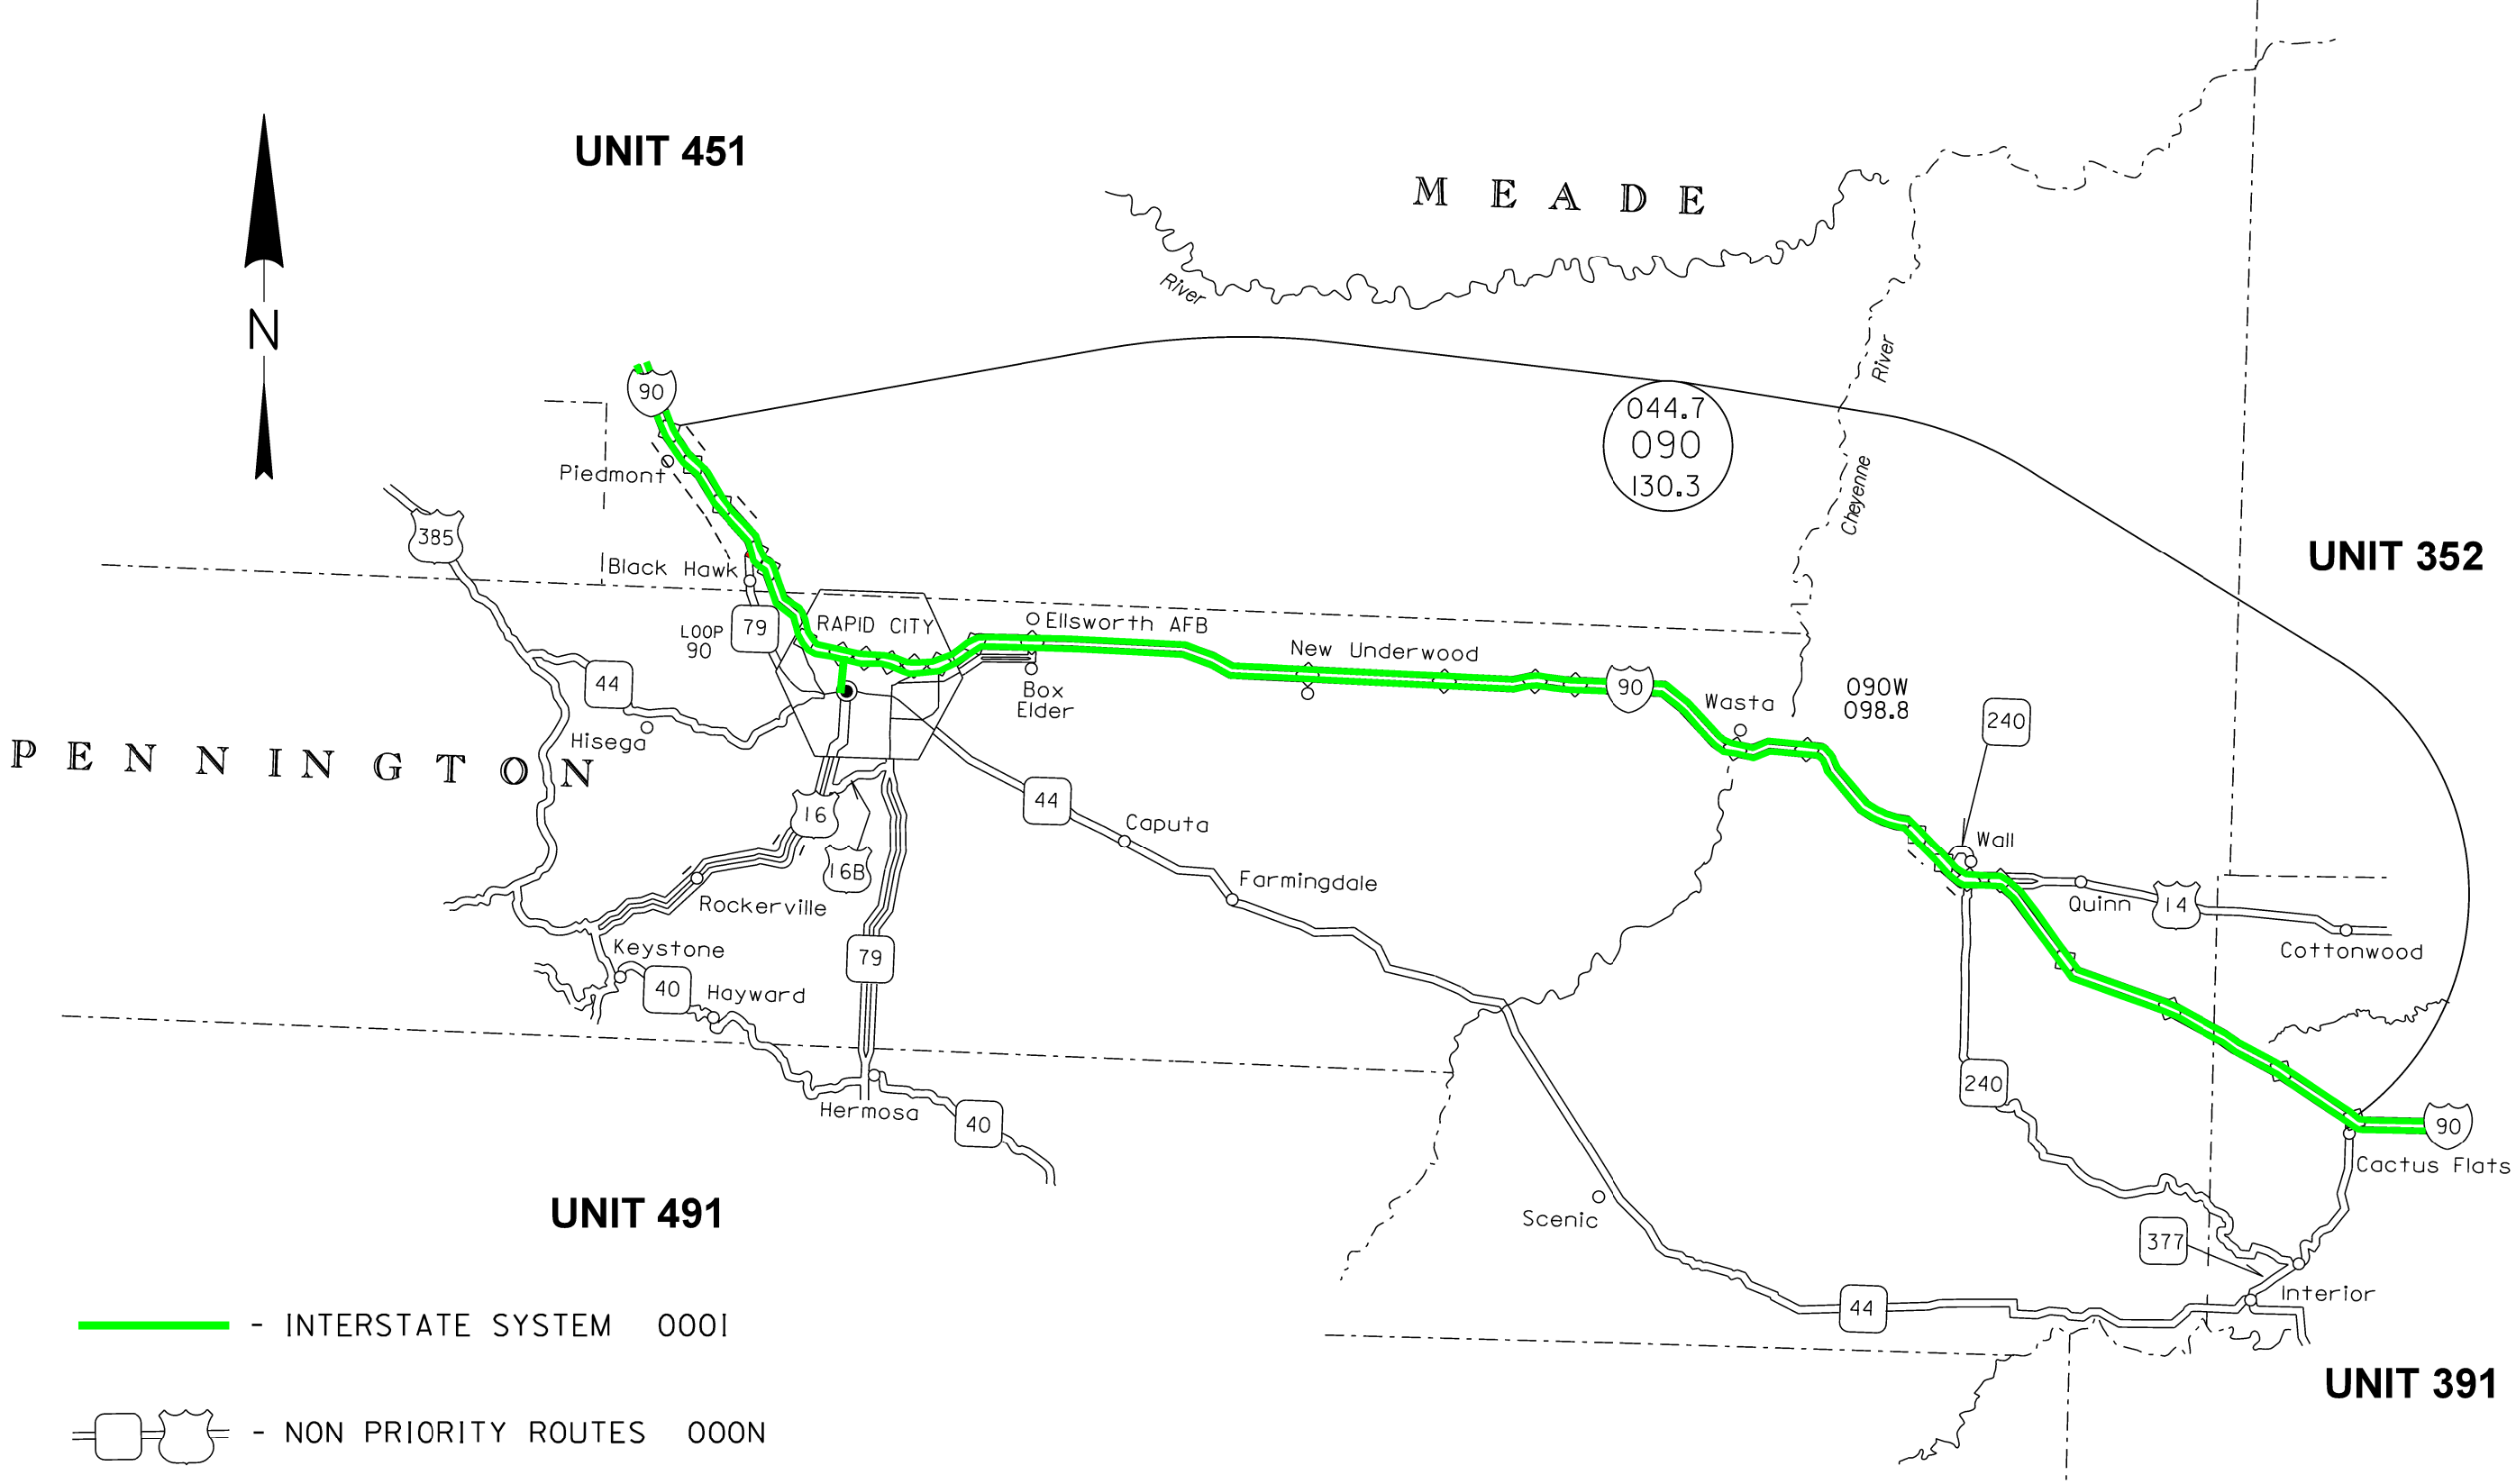 UNIT 451
MEADE
N
River
90
044.7
090
130.3
River
Piedmont
Cheyenne
385
UNIT 352
Black Hawk
79
LOOP
90
RAPID CITY
Ellsworth AFB
New Underwood
44
90
Box
Elder
Wasta
090W
098.8
240
Hisega
PENNINGTON
16
44
Caputa
Wall
16B
Farmingdale
Rockerville
Quinn
14
Cottonwood
Keystone
79
40
Hayward
240
Hermosa
40
90
Cactus Flats
UNIT 491
Scenic
377
Interior
44
INTERSTATE SYSTEM 000I
UNIT 391
NON PRIORITY ROUTES 000N